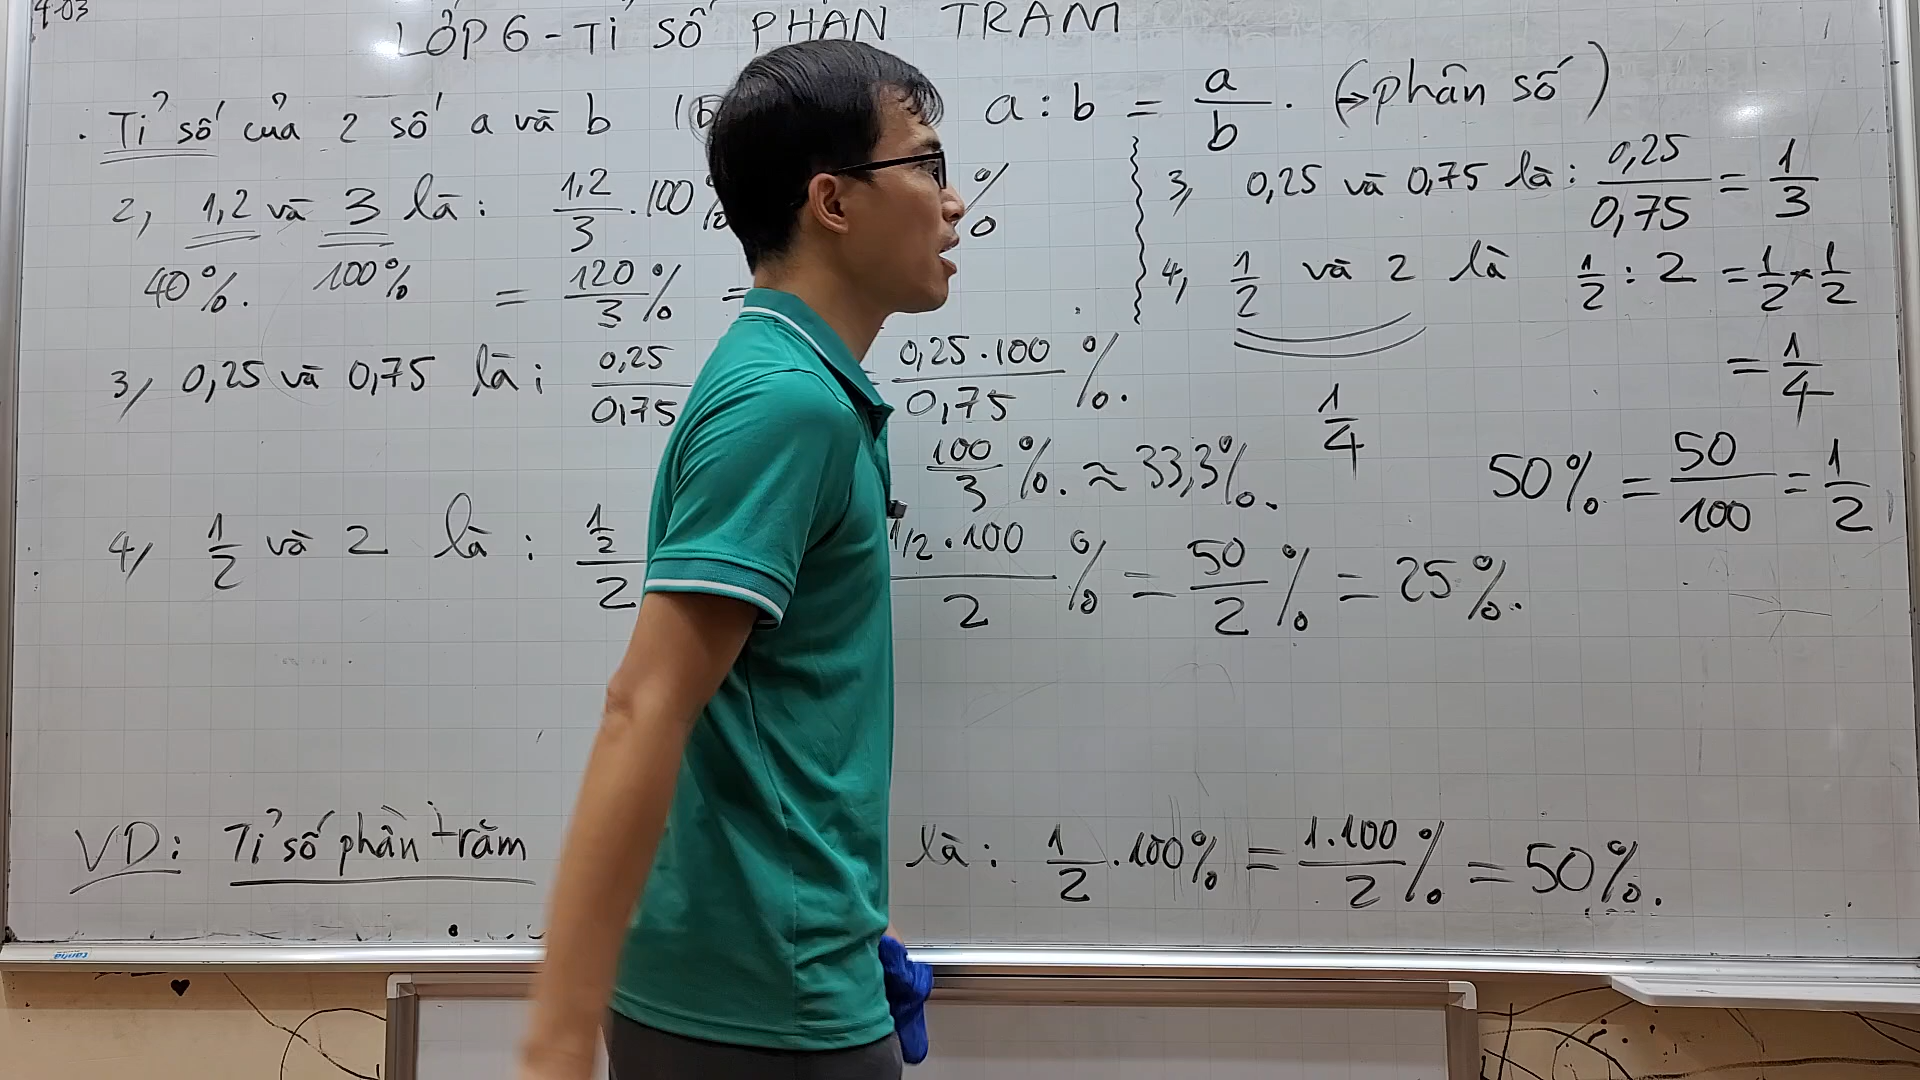 4.03
LỚP 6 - TỈ SỐ PHẦN TRĂM
. Tỉ số của 2 số a và b (b a : b = a/b . (→ phân số)
2, 1,2 và 3 là : 1,2/3 . 100% %
40%. 100% = 120/3 % =
3, 0,25 và 0,75 là : 0,25/0,75 0,25 . 100/0,75 %.
100/3 %. ≈ 33,3%.
4, 1/2 và 2 là : 1/2/2 1/2 . 100/2 % = 50/2 % = 25%.
3, 0,25 và 0,75 là : 0,25/0,75 = 1/3
4, 1/2 và 2 là 1/2 : 2 = 1/2 × 1/2
= 1/4
1/4
50% = 50/100 = 1/2
VD: Tỉ số phần trăm là : 1/2 . 100% = 1.100/2 % = 50%.